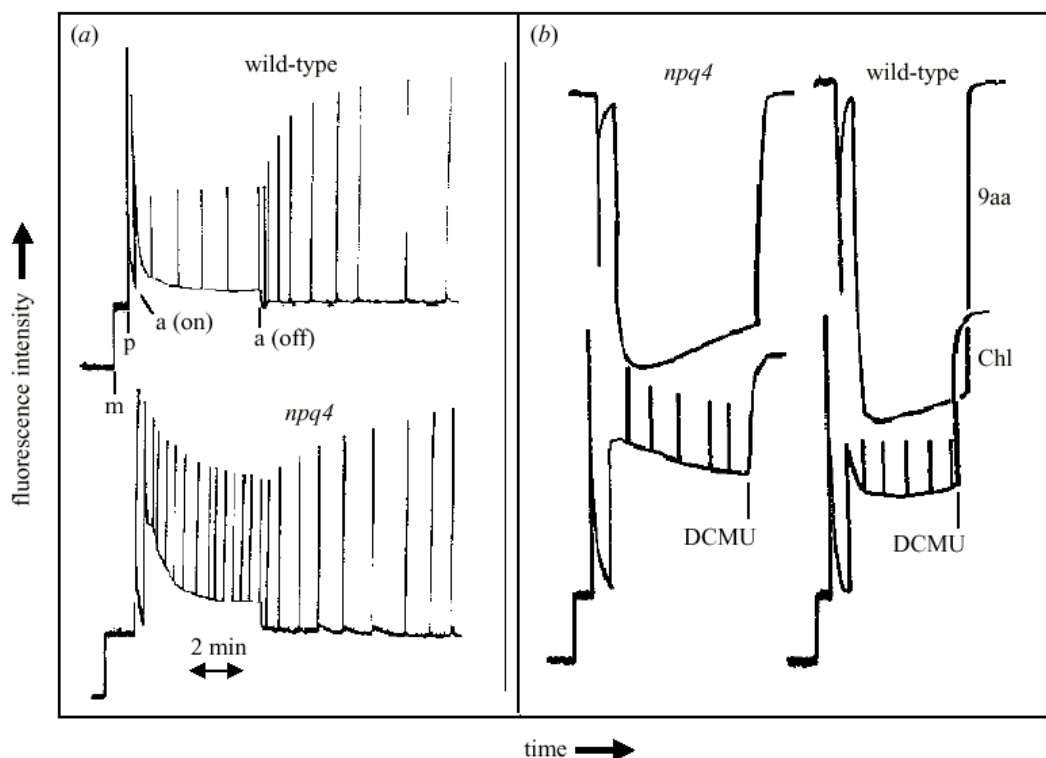 (a)
wild-type
a (on)
p
a (off)
m
npq4
2 min
(b)
npq4
wild-type
9aa
Chl
DCMU
DCMU
fluorescence intensity
time